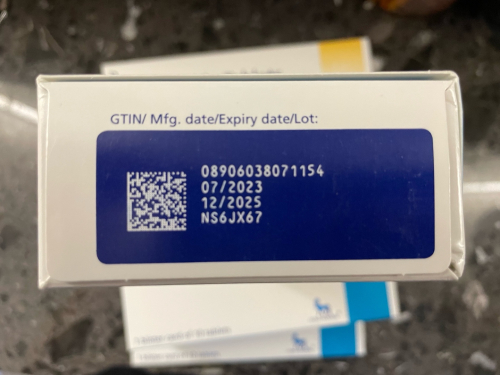 GTIN/ Mfg. date/Expiry date/Lot:
08906038071154
07/2023
12/2025
NS6JX67